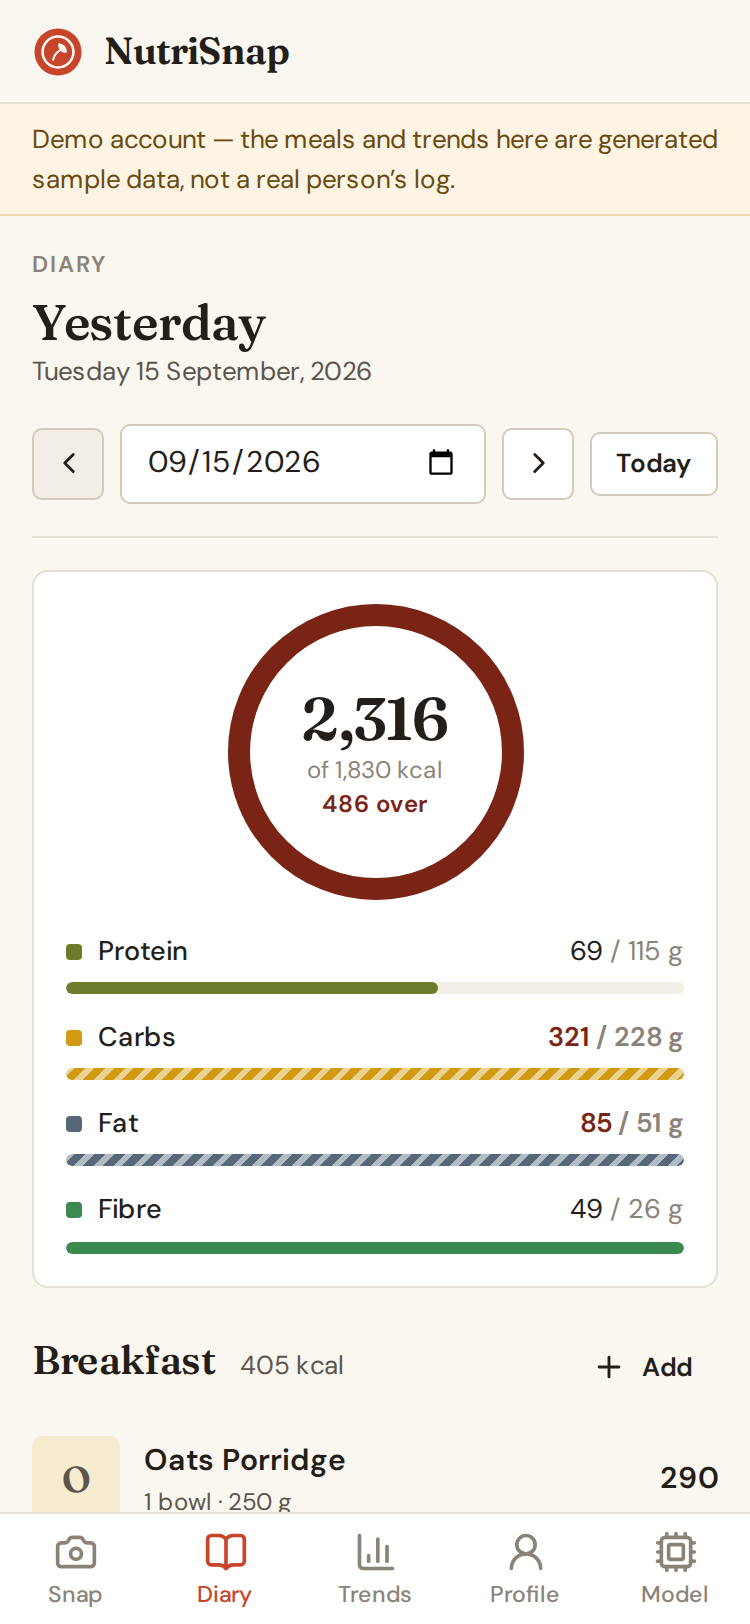 NutriSnap
Demo account — the meals and trends here are generated
sample data, not a real person’s log.
DIARY
Yesterday
Tuesday 15 September, 2026
09/15/2026
Today
2,316
of 1,830 kcal
486 over
Protein 69 / 115 g
Carbs 321 / 228 g
Fat 85 / 51 g
Fibre 49 / 26 g
Breakfast 405 kcal + Add
O
Oats Porridge 290
1 bowl · 250 g
Snap Diary Trends Profile Model